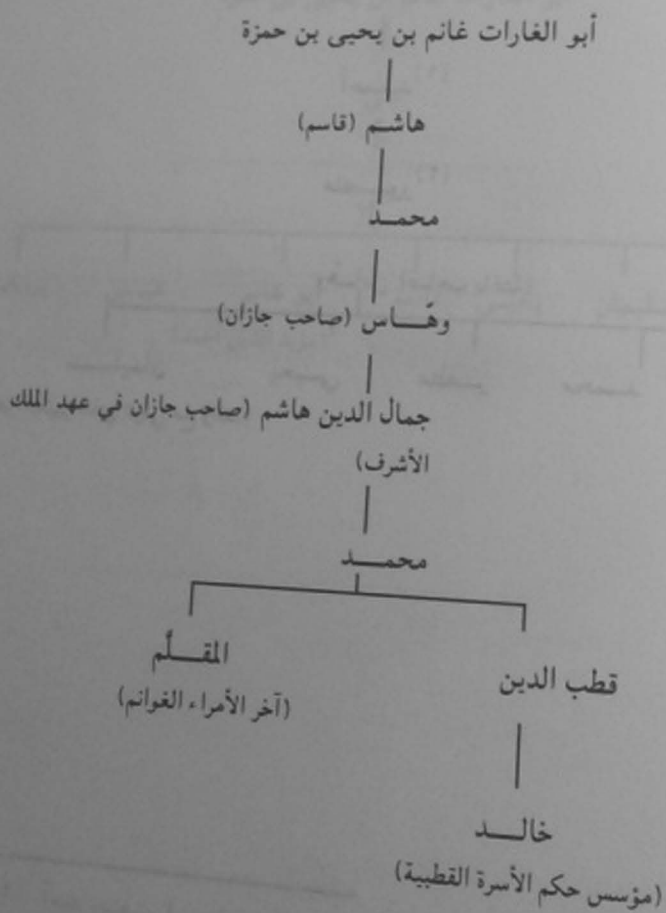 أبو الغارات غانم بن يحيى بن حمزة
هاشم (قاسم)
محمد
وهّاس (صاحب جازان)
جمال الدين هاشم (صاحب جازان في عهد الملك
الأشرف)
محمد
قطب الدين
المقلّم
(آخر الأمراء الغوانم)
خالد
(مؤسس حكم الأسرة القطبية)